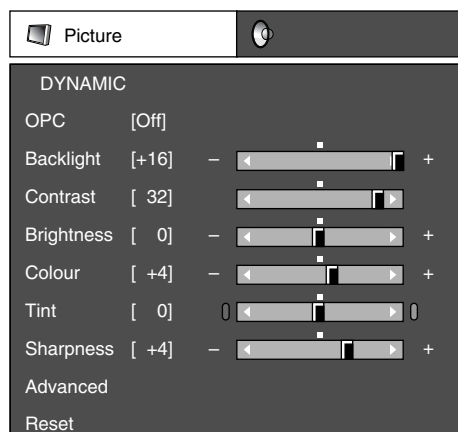 Picture
DYNAMIC
OPC [Off]
Backlight [+16] – +
Contrast [ 32]
Brightness [ 0] – +
Colour [ +4] – +
Tint [ 0]
Sharpness [ +4] – +
Advanced
Reset